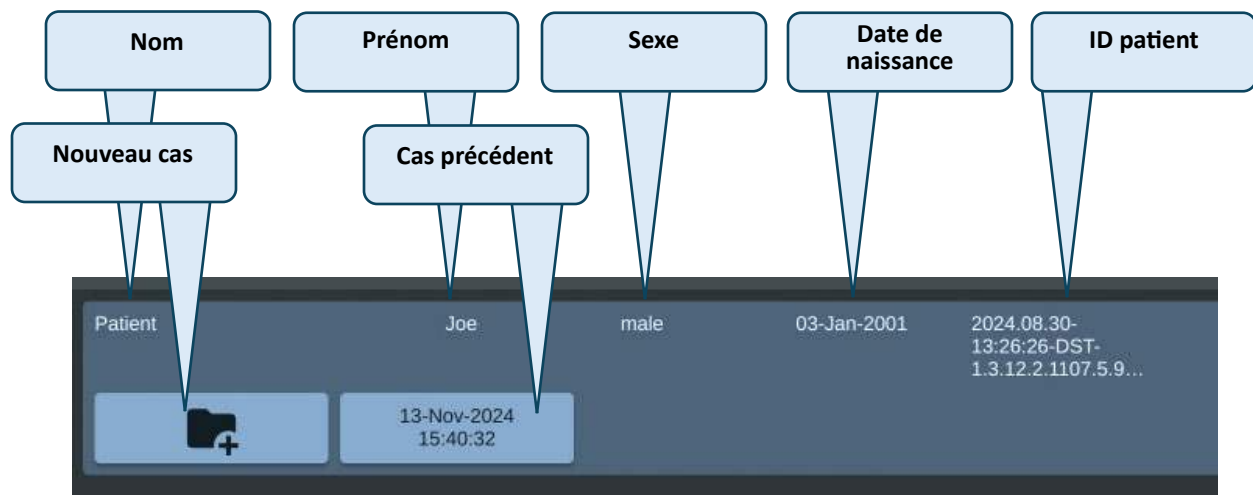 Nom
Prénom
Sexe
Date de
naissance
ID patient
Nouveau cas
Cas précédent
Patient
Joe
male
03-Jan-2001
2024.08.30-
13:26:26-DST-
1.3.12.2.1107.5.9...
13-Nov-2024
15:40:32